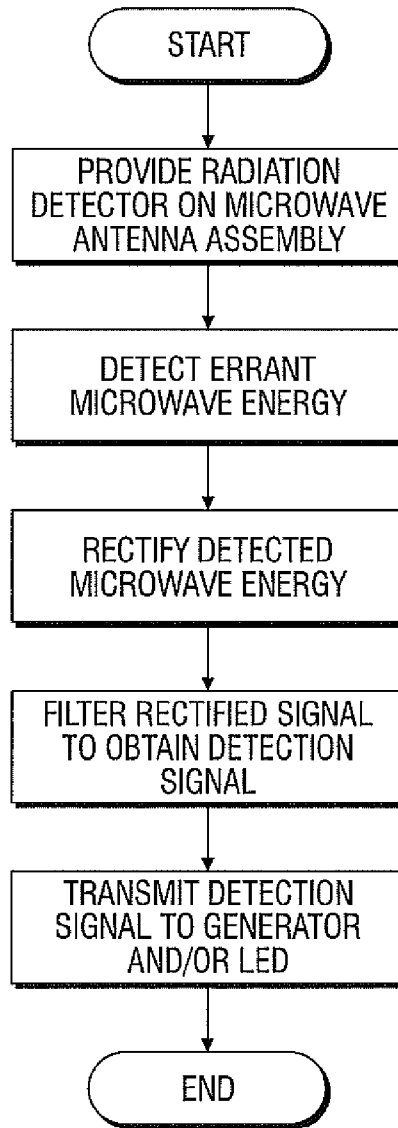 START
PROVIDE RADIATION
DETECTOR ON MICROWAVE
ANTENNA ASSEMBLY
DETECT ERRANT
MICROWAVE ENERGY
RECTIFY DETECTED
MICROWAVE ENERGY
FILTER RECTIFIED SIGNAL
TO OBTAIN DETECTION
SIGNAL
TRANSMIT DETECTION
SIGNAL TO GENERATOR
AND/OR LED
END